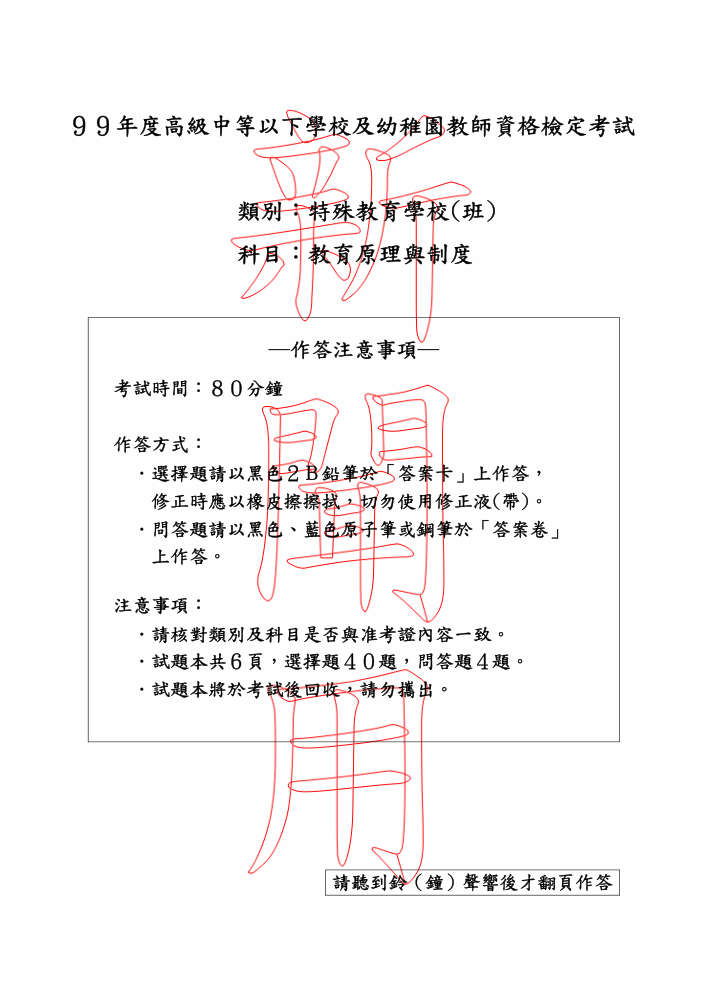 ９９年度高級中等以下學校及幼稚園教師資格檢定考試
類別：特殊教育學校(班)
科目：教育原理與制度
—作答注意事項—
考試時間：８０分鐘
作答方式：
．選擇題請以黑色２Ｂ鉛筆於「答案卡」上作答，
修正時應以橡皮擦擦拭，切勿使用修正液(帶)。
．問答題請以黑色、藍色原子筆或鋼筆於「答案卷」
上作答。
注意事項：
．請核對類別及科目是否與准考證內容一致。
．試題本共６頁，選擇題４０題，問答題４題。
．試題本將於考試後回收，請勿攜出。
請聽到鈴（鐘）聲響後才翻頁作答
新聞用